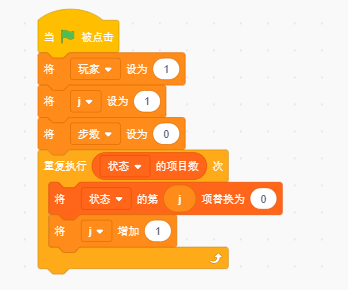 当 被点击
将 玩家 设为 1
将 j 设为 1
将 步数 设为 0
重复执行 状态 的项目数 次
将 状态 的第 j 项替换为 0
将 j 增加 1